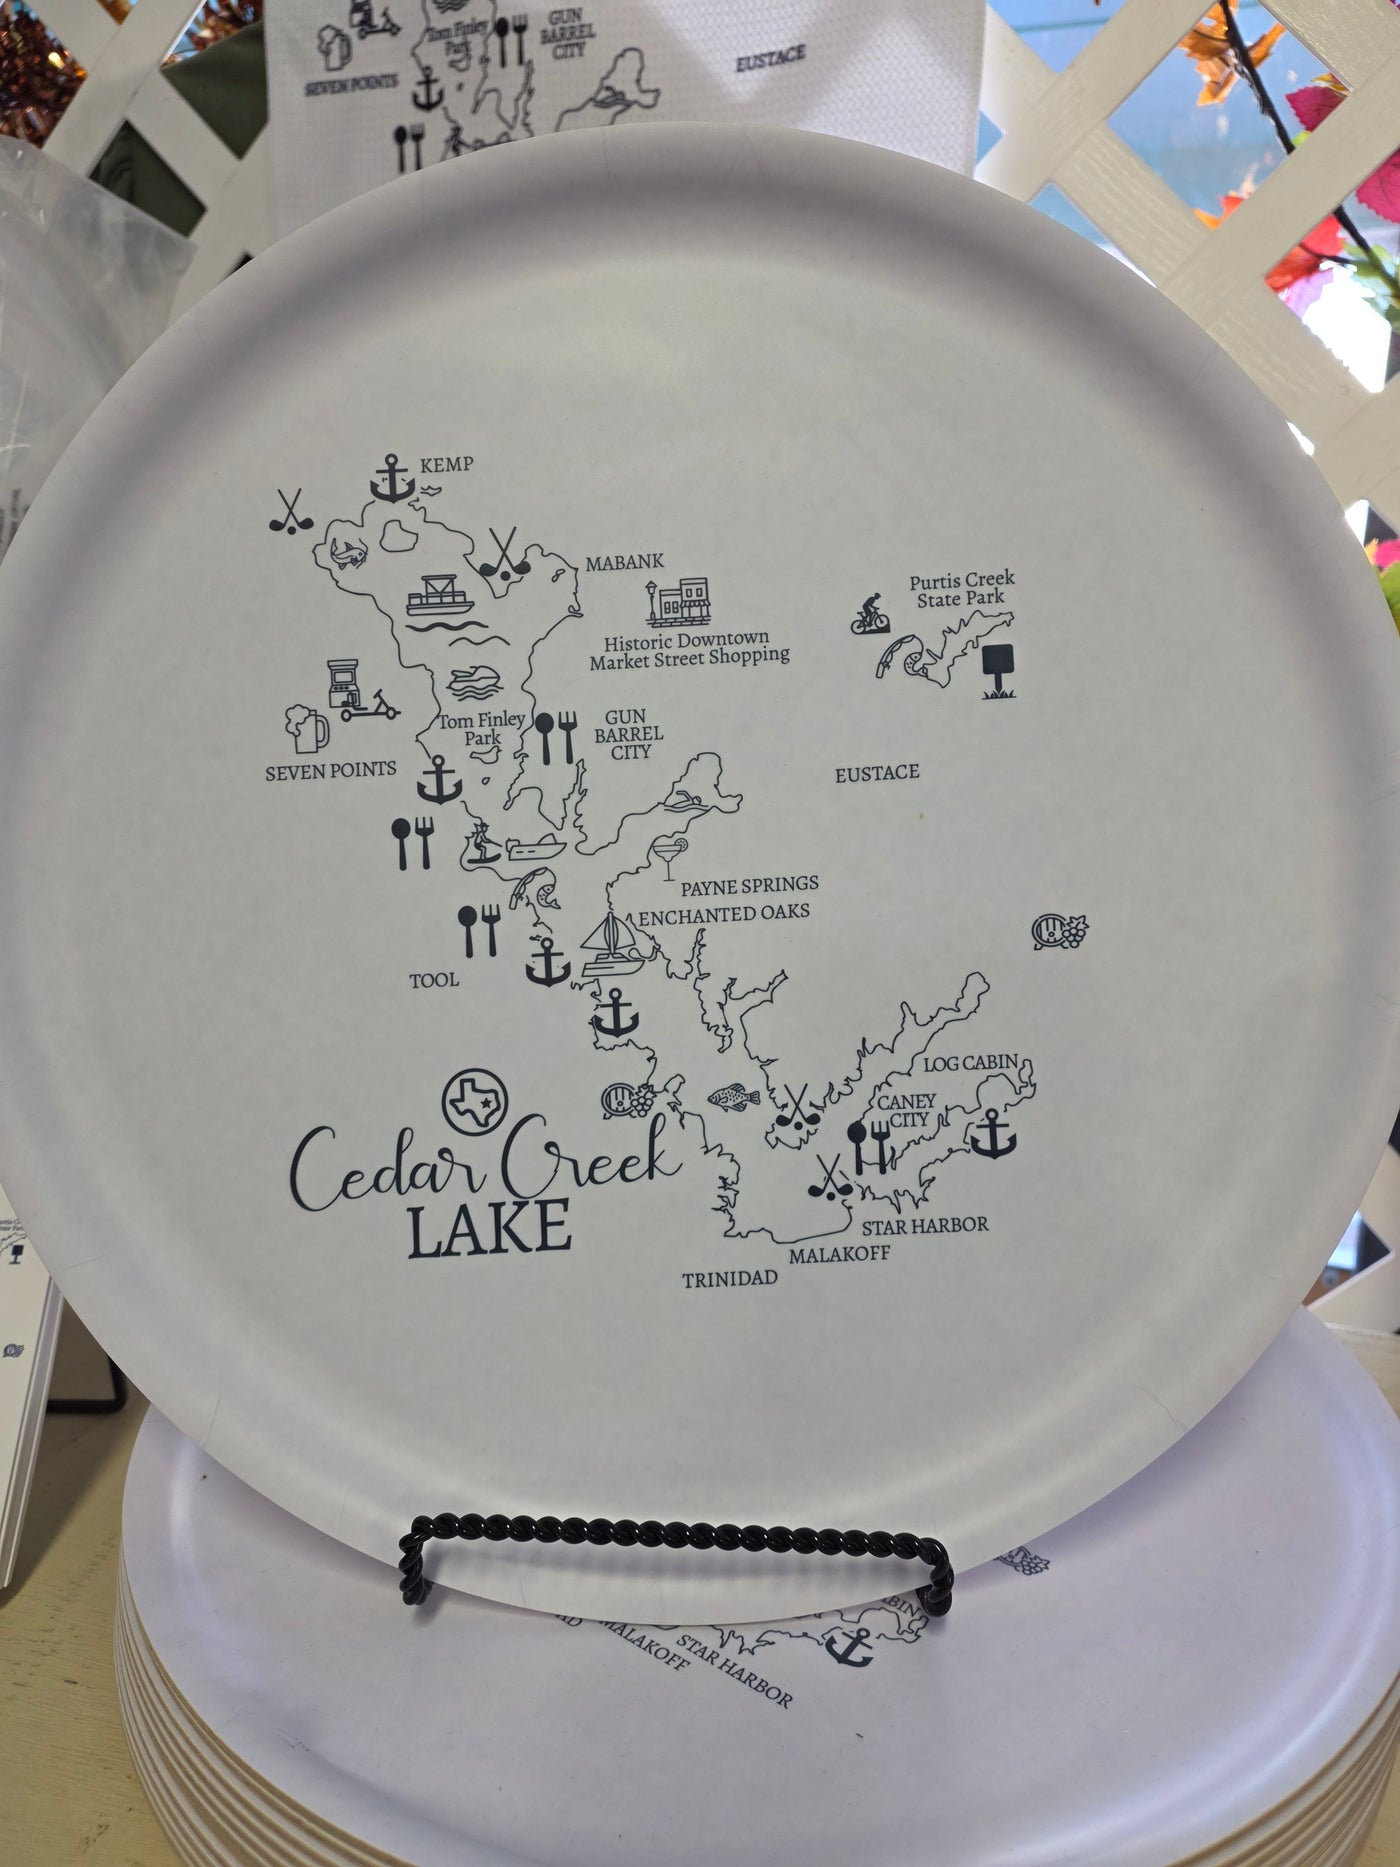 Tom Finley
Park
GUN
BARREL
CITY
SEVEN POINTS
EUSTACE
KEMP
MABANK
Historic Downtown
Market Street Shopping
Purtis Creek
State Park
Tom Finley
Park
GUN
BARREL
CITY
SEVEN POINTS
EUSTACE
PAYNE SPRINGS
ENCHANTED OAKS
TOOL
LOG CABIN
CANEY
CITY
Cedar Creek
LAKE
STAR HARBOR
MALAKOFF
TRINIDAD
MALAKOFF
STAR HARBOR